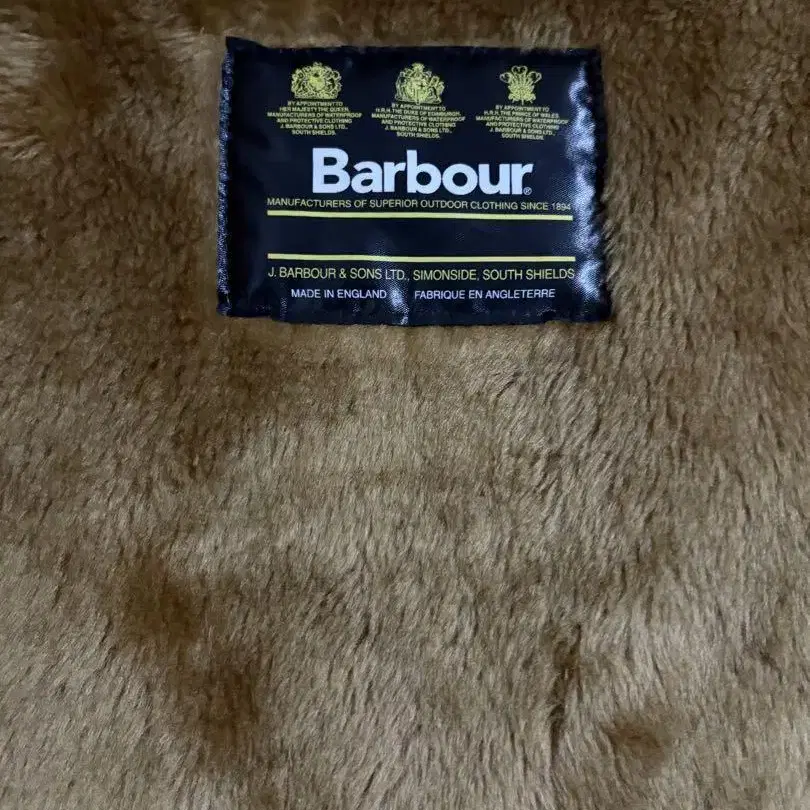 BY APPOINTMENT TO
HER MAJESTY THE QUEEN,
MANUFACTURERS OF WATERPROOF
AND PROTECTIVE CLOTHING
J. BARBOUR & SONS LTD.,
SOUTH SHIELDS.
BY APPOINTMENT TO
H.R.H. THE DUKE OF EDINBURGH,
MANUFACTURERS OF WATERPROOF
AND PROTECTIVE CLOTHING
J. BARBOUR & SONS LTD.,
SOUTH SHIELDS.
BY APPOINTMENT TO
H.R.H. THE PRINCE OF WALES
MANUFACTURERS OF WATERPROOF
AND PROTECTIVE CLOTHING
J. BARBOUR & SONS LTD.,
SOUTH SHIELDS.
Barbour®
MANUFACTURERS OF SUPERIOR OUTDOOR CLOTHING SINCE 1894
J. BARBOUR & SONS LTD., SIMONSIDE, SOUTH SHIELDS
MADE IN ENGLAND FABRIQUE EN ANGLETERRE